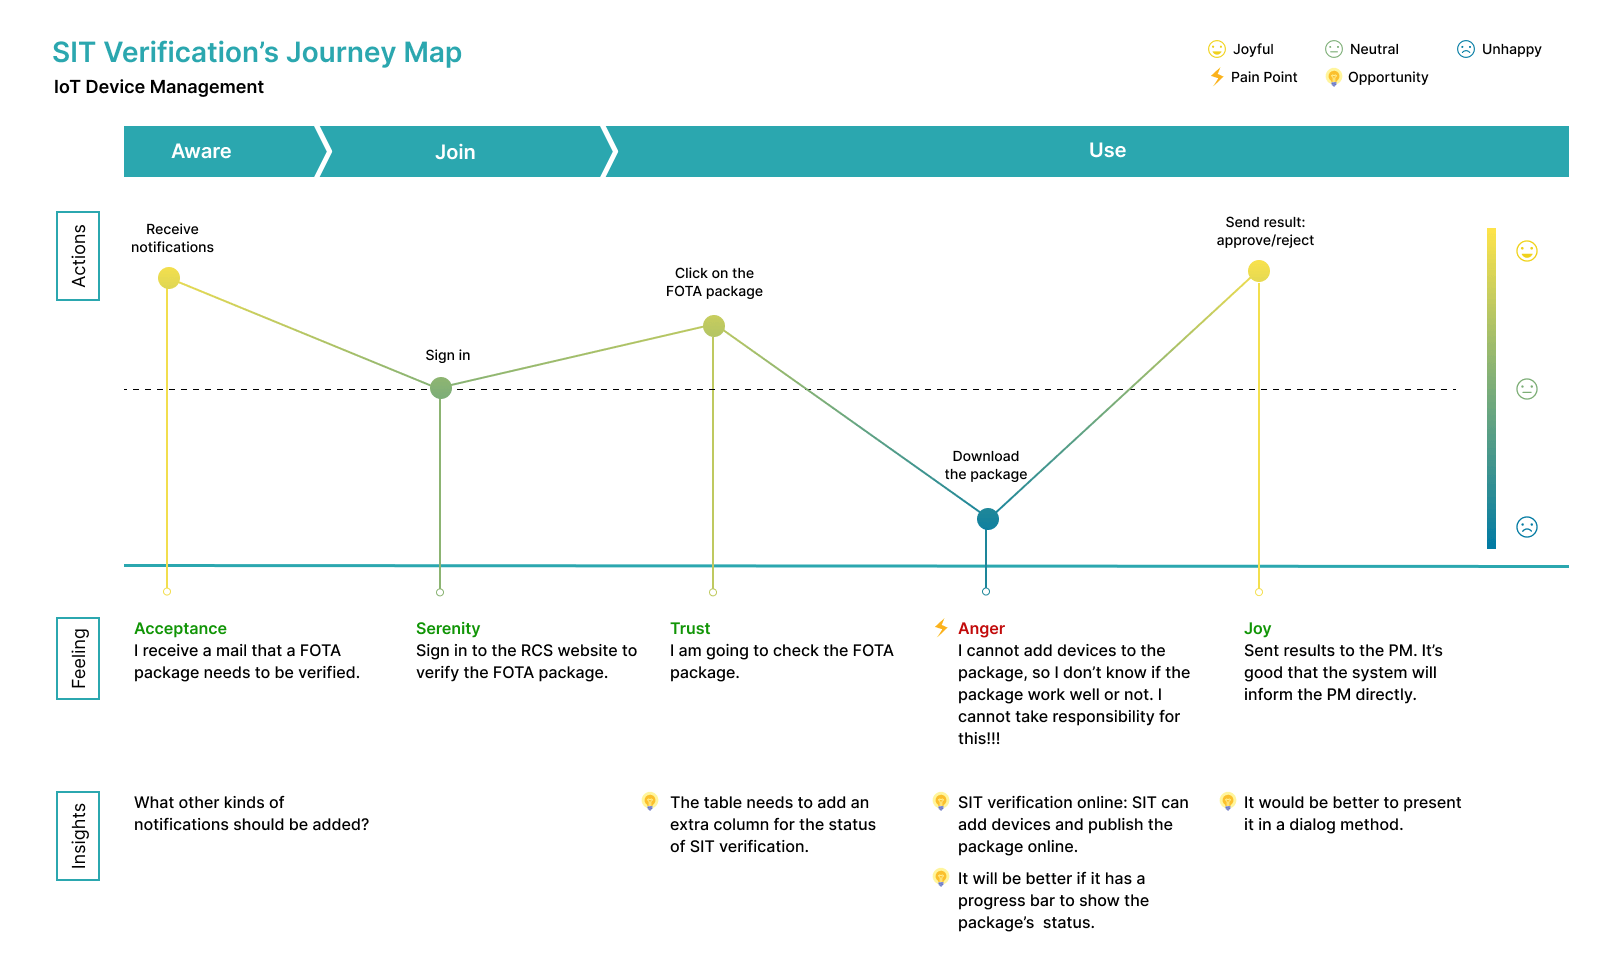 SIT Verification’s Journey Map
IoT Device Management
Joyful
Neutral
Unhappy
Pain Point
Opportunity
Aware
Join
Use
Actions
Receive
notifications
Sign in
Click on the
FOTA package
Download
the package
Send result:
approve/reject
Feeling
Acceptance
I receive a mail that a FOTA
package needs to be verified.
Serenity
Sign in to the RCS website to
verify the FOTA package.
Trust
I am going to check the FOTA
package.
Anger
I cannot add devices to the
package, so I don’t know if the
package work well or not. I
cannot take responsibility for
this!!!
Joy
Sent results to the PM. It’s
good that the system will
inform the PM directly.
Insights
What other kinds of
notifications should be added?
The table needs to add an
extra column for the status
of SIT verification.
SIT verification online: SIT can
add devices and publish the
package online.
It will be better if it has a
progress bar to show the
package’s  status.
It would be better to present
it in a dialog method.